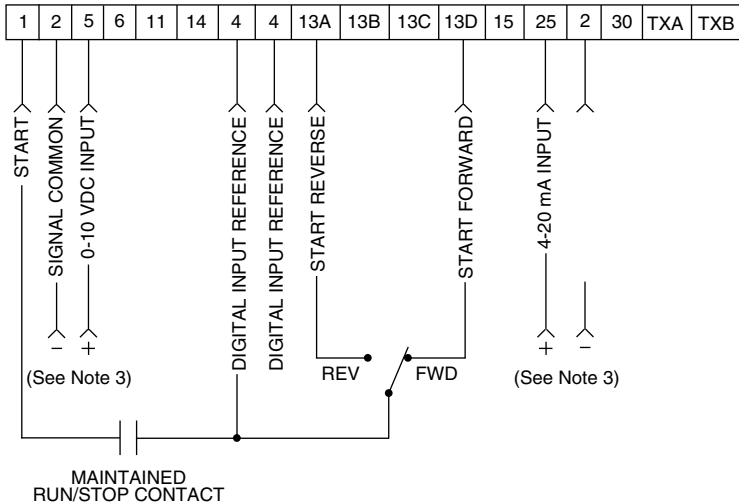 1 2 5 6 11 14 4 4 13A 13B 13C 13D 15 25 2 30 TXA TXB
START
SIGNAL COMMON
0-10 VDC INPUT
DIGITAL INPUT REFERENCE
DIGITAL INPUT REFERENCE
START REVERSE
START FORWARD
4-20 mA INPUT
– +
(See Note 3)
REV FWD
+ –
(See Note 3)
MAINTAINED
RUN/STOP CONTACT